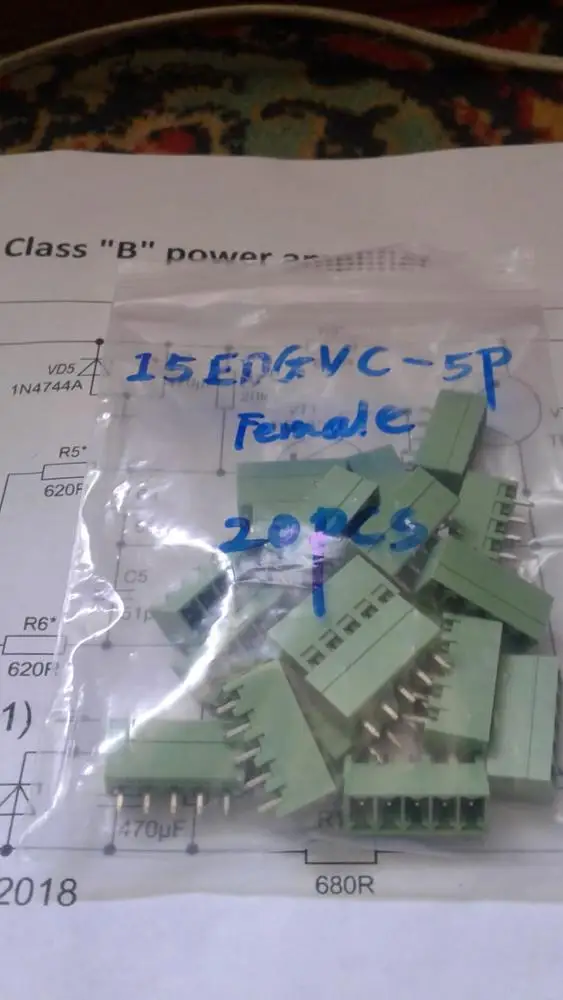 Class "B" power
VD5
1N4744A
15EDGVC-5P
Female
R5*
620R
20PCS
C5
51p
R6*
620R
1)
470µF
680R
2018